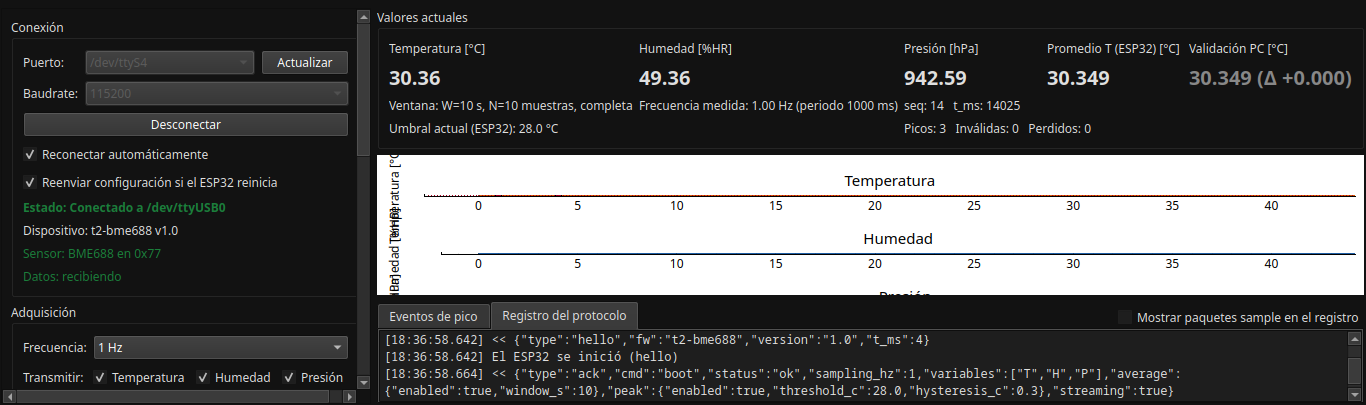 Conexión
Puerto: /dev/ttyS4 Actualizar
Baudrate: 115200
Desconectar
Reconectar automáticamente
Reenviar configuración si el ESP32 reinicia
Estado: Conectado a /dev/ttyUSB0
Dispositivo: t2-bme688 v1.0
Sensor: BME688 en 0x77
Datos: recibiendo
Adquisición
Frecuencia: 1 Hz
Transmitir: Temperatura Humedad Presión
Valores actuales
Temperatura [°C] Humedad [%HR] Presión [hPa] Promedio T (ESP32) [°C] Validación PC [°C]
30.36 49.36 942.59 30.349 30.349 (Δ +0.000)
Ventana: W=10 s, N=10 muestras, completa Frecuencia medida: 1.00 Hz (periodo 1000 ms) seq: 14 t_ms: 14025
Umbral actual (ESP32): 28.0 °C Picos: 3 Inválidas: 0 Perdidos: 0
Temperatura
0 5 10 15 20 25 30 35 40
Humedad
0 5 10 15 20 25 30 35 40
Eventos de pico Registro del protocolo Mostrar paquetes sample en el registro
[18:36:58.642] << {"type":"hello","fw":"t2-bme688","version":"1.0","t_ms":4}
[18:36:58.642] El ESP32 se inició (hello)
[18:36:58.664] << {"type":"ack","cmd":"boot","status":"ok","sampling_hz":1,"variables":["T","H","P"],"average":
{"enabled":true,"window_s":10},"peak":{"enabled":true,"threshold_c":28.0,"hysteresis_c":0.3},"streaming":true}